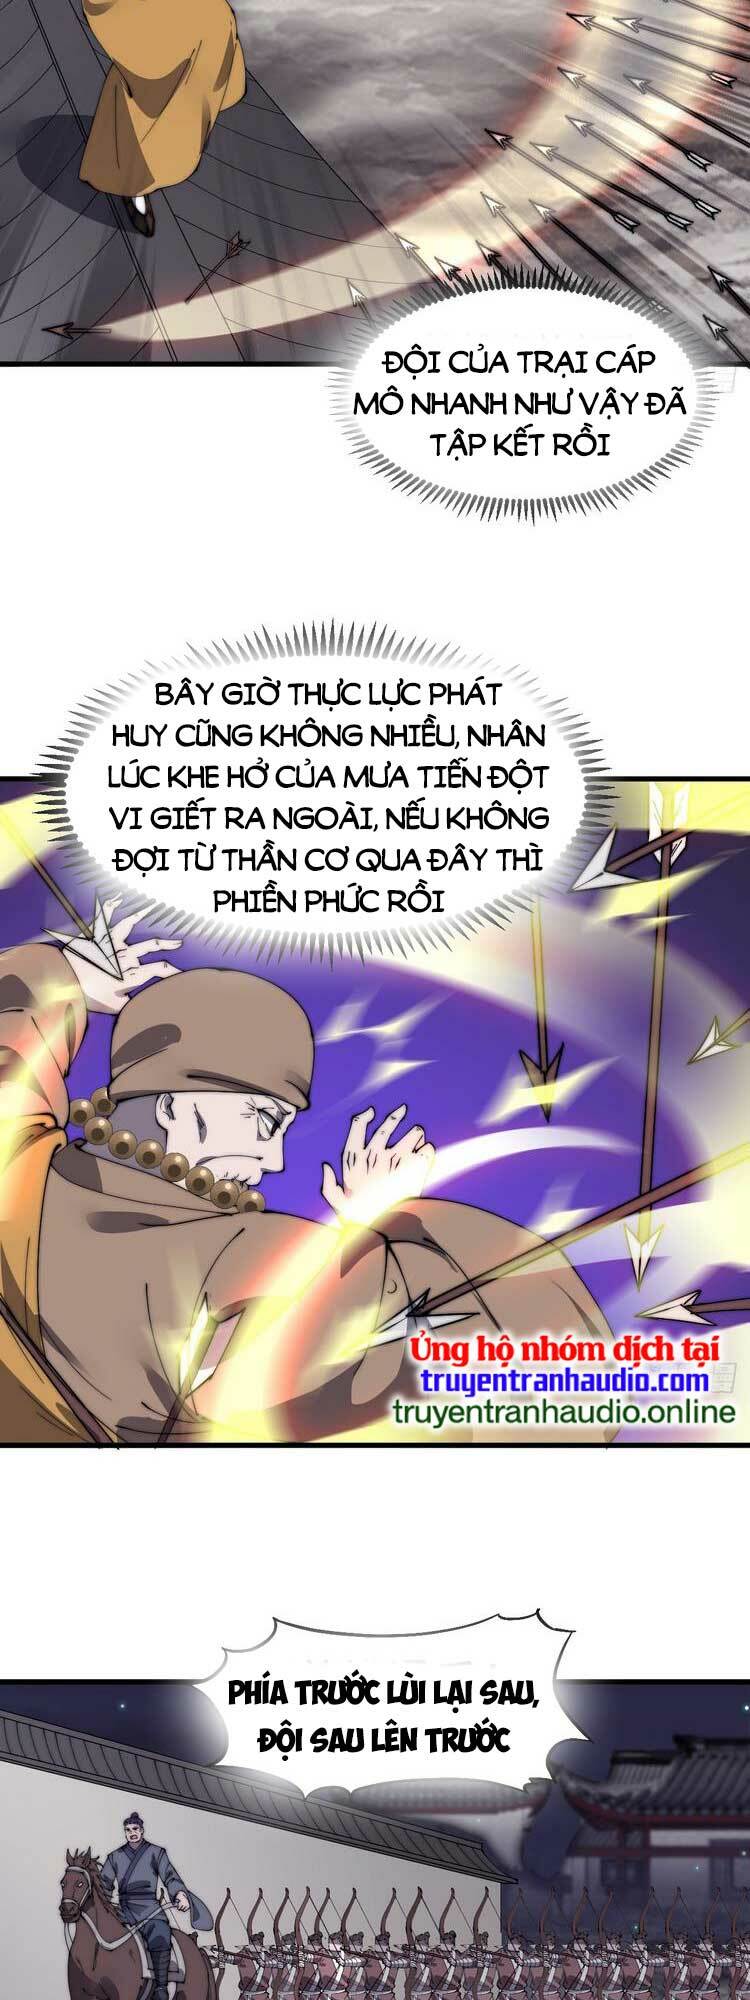 ĐỘI CỦA TRẠI CÁP
MÔ NHANH NHƯ VẬY ĐÃ
TẬP KẾT RỒI
BÂY GIỜ THỰC LỰC PHÁT
HUY CŨNG KHÔNG NHIỀU, NHÂN
LÚC KHE HỞ CỦA MƯA TIỄN ĐỘT
VI GIẾT RA NGOÀI, NẾU KHÔNG
ĐỢI TỪ THẦN CƠ QUA ĐÂY THÌ
PHIỀN PHỨC RỒI
Ủng hộ nhóm dịch tại
truyentranhaudio.com
truyentranhaudio.online
PHÍA TRƯỚC LÙI LẠI SAU,
ĐỘI SAU LÊN TRƯỚC